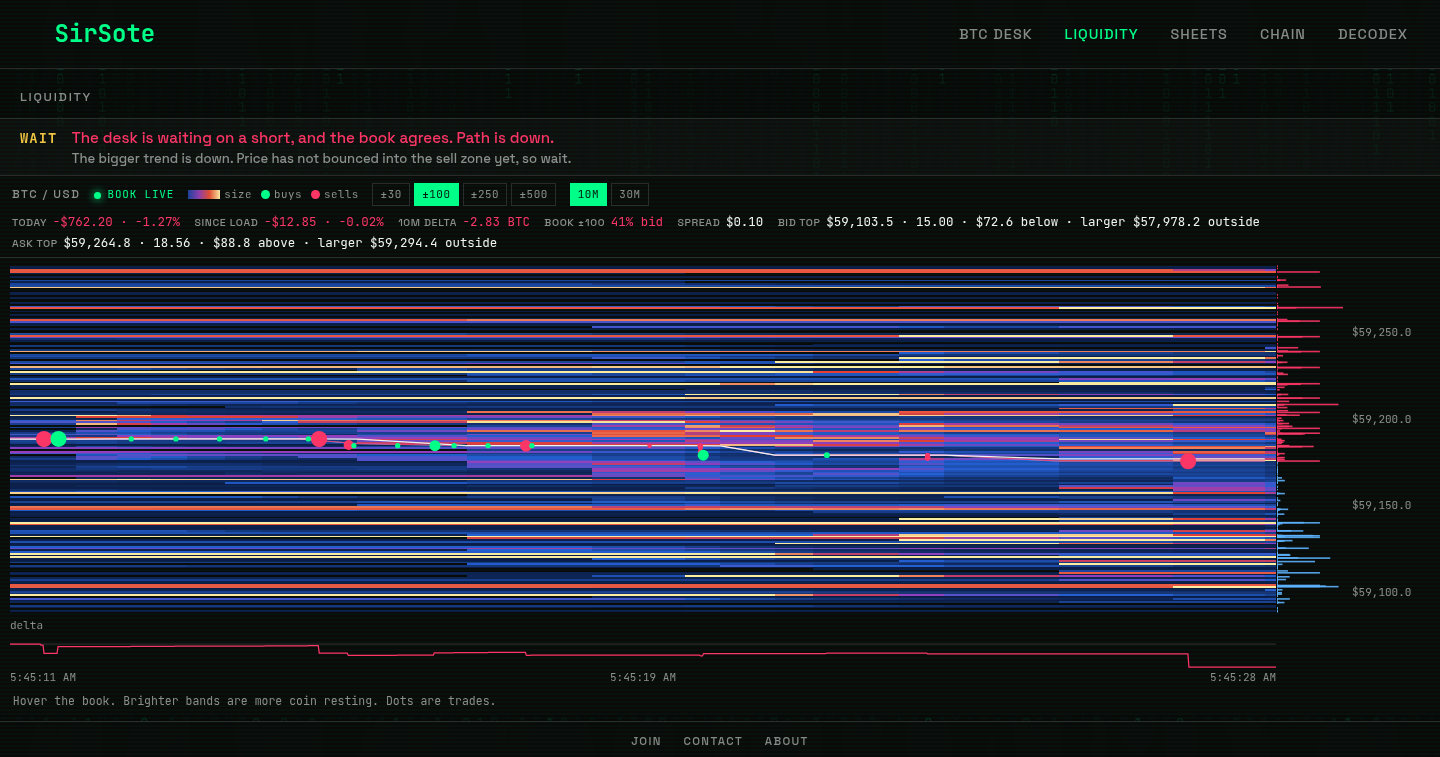 SirSote
BTC DESK LIQUIDITY SHEETS CHAIN DECODEX
LIQUIDITY
WAIT The desk is waiting on a short, and the book agrees. Path is down.
The bigger trend is down. Price has not bounced into the sell zone yet, so wait.
BTC / USD BOOK LIVE size buys sells ±30 ±100 ±250 ±500 10M 30M
TODAY -$762.20 · -1.27% SINCE LOAD -$12.85 · -0.02% 10M DELTA -2.83 BTC BOOK ±100 41% bid SPREAD $0.10 BID TOP $59,103.5 · 15.00 · $72.6 below · larger $57,978.2 outside
ASK TOP $59,264.8 · 18.56 · $88.8 above · larger $59,294.4 outside
$59,250.0
$59,200.0
$59,150.0
$59,100.0
delta
5:45:11 AM 5:45:19 AM 5:45:28 AM
Hover the book. Brighter bands are more coin resting. Dots are trades.
JOIN CONTACT ABOUT